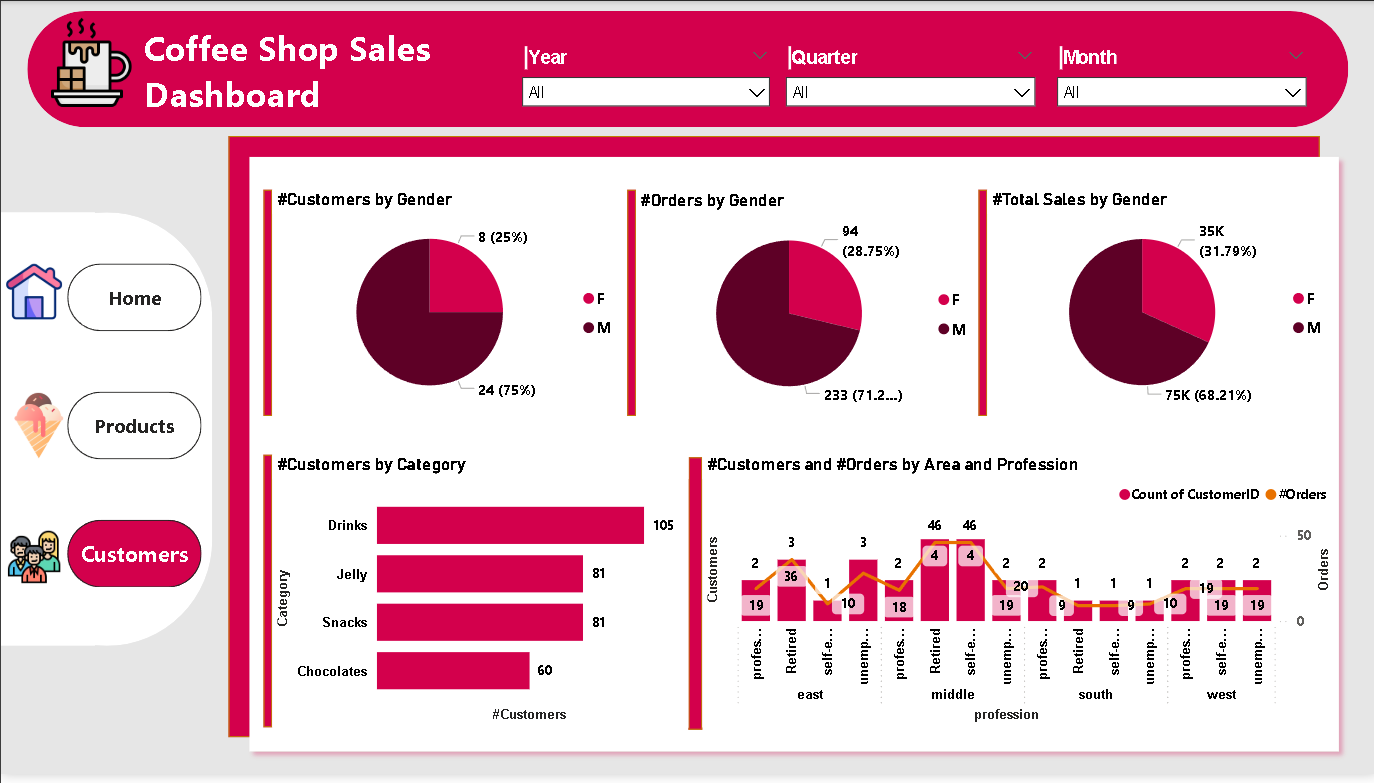 Coffee Shop Sales
Dashboard
Year
Quarter
Month
All
All
All
Home
Products
Customers
#Customers by Gender
8 (25%)
24 (75%)
F
M
#Orders by Gender
94
(28.75%)
233 (71.2...)
F
M
#Total Sales by Gender
35K
(31.79%)
75K (68.21%)
F
M
#Customers by Category
Category
Drinks
105
Jelly
81
Snacks
81
Chocolates
60
#Customers
#Customers and #Orders by Area and Profession
Count of CustomerID
#Orders
Customers
Orders
50
0
2
3
1
3
2
46
46
2
2
1
1
1
2
2
2
19
36
10
18
4
4
19
20
9
9
10
19
19
19
profes...
Retired
self-e...
unemp...
profes...
Retired
self-e...
unemp...
profes...
Retired
self-e...
unemp...
profes...
self-e...
unemp...
east
middle
south
west
profession